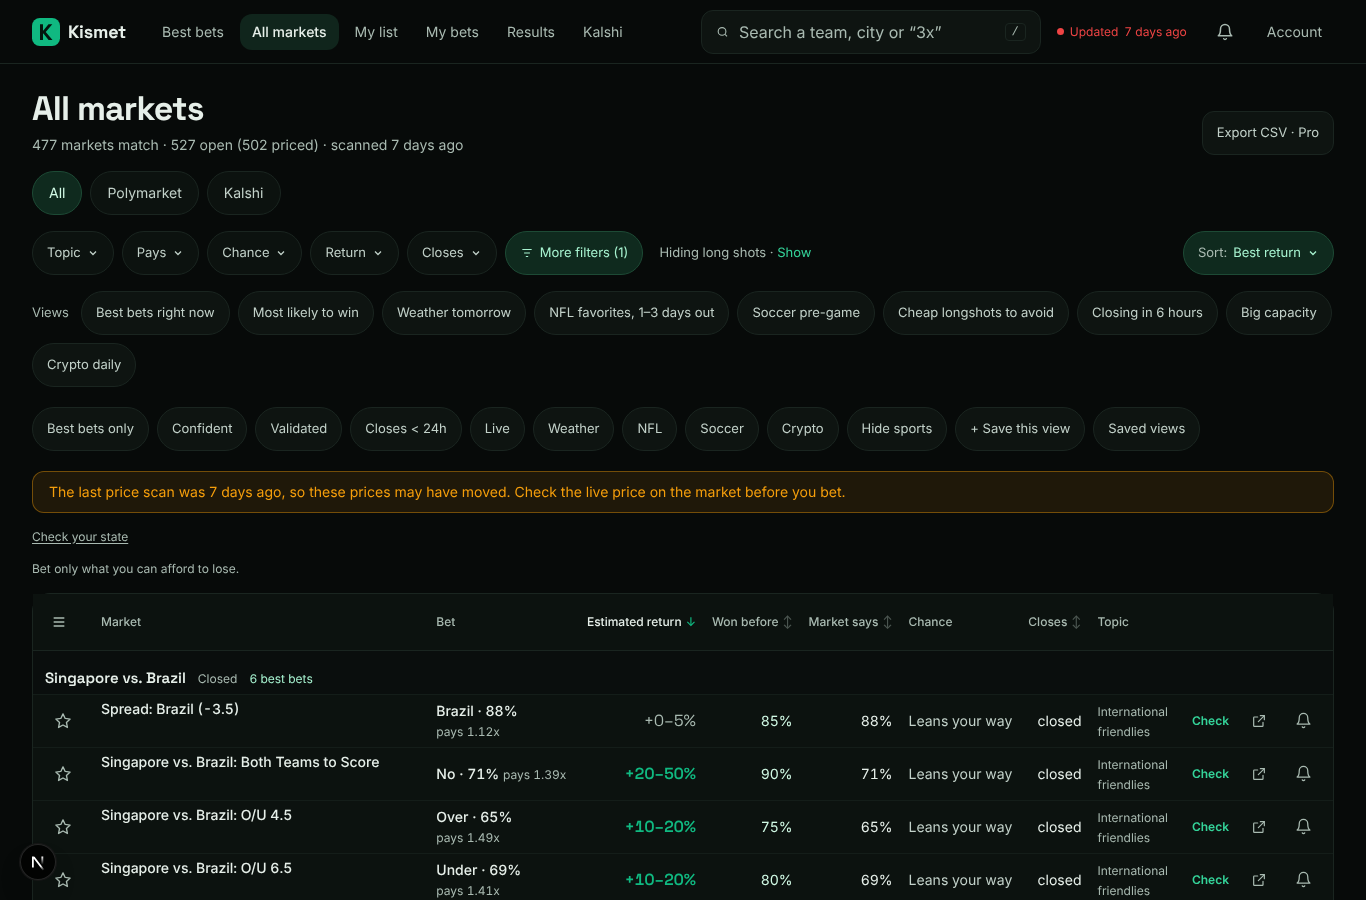 K Kismet Best bets All markets My list My bets Results Kalshi Search a team, city or “3x” / Updated 7 days ago Account
All markets
477 markets match · 527 open (502 priced) · scanned 7 days ago
Export CSV · Pro
All Polymarket Kalshi
Topic Pays Chance Return Closes More filters (1) Hiding long shots · Show Sort: Best return
Views Best bets right now Most likely to win Weather tomorrow NFL favorites, 1–3 days out Soccer pre-game Cheap longshots to avoid Closing in 6 hours Big capacity
Crypto daily
Best bets only Confident Validated Closes < 24h Live Weather NFL Soccer Crypto Hide sports + Save this view Saved views
The last price scan was 7 days ago, so these prices may have moved. Check the live price on the market before you bet.
Check your state
Bet only what you can afford to lose.
Market Bet Estimated return ↓ Won before Market says Chance Closes Topic
Singapore vs. Brazil Closed 6 best bets
Spread: Brazil (-3.5) Brazil · 88% +0–5% 85% 88% Leans your way closed International Check
pays 1.12x friendlies
Singapore vs. Brazil: Both Teams to Score No · 71% pays 1.39x +20–50% 90% 71% Leans your way closed International Check
friendlies
Singapore vs. Brazil: O/U 4.5 Over · 65% +10–20% 75% 65% Leans your way closed International Check
pays 1.49x friendlies
Singapore vs. Brazil: O/U 6.5 Under · 69% +10–20% 80% 69% Leans your way closed International Check
pays 1.41x friendlies
N